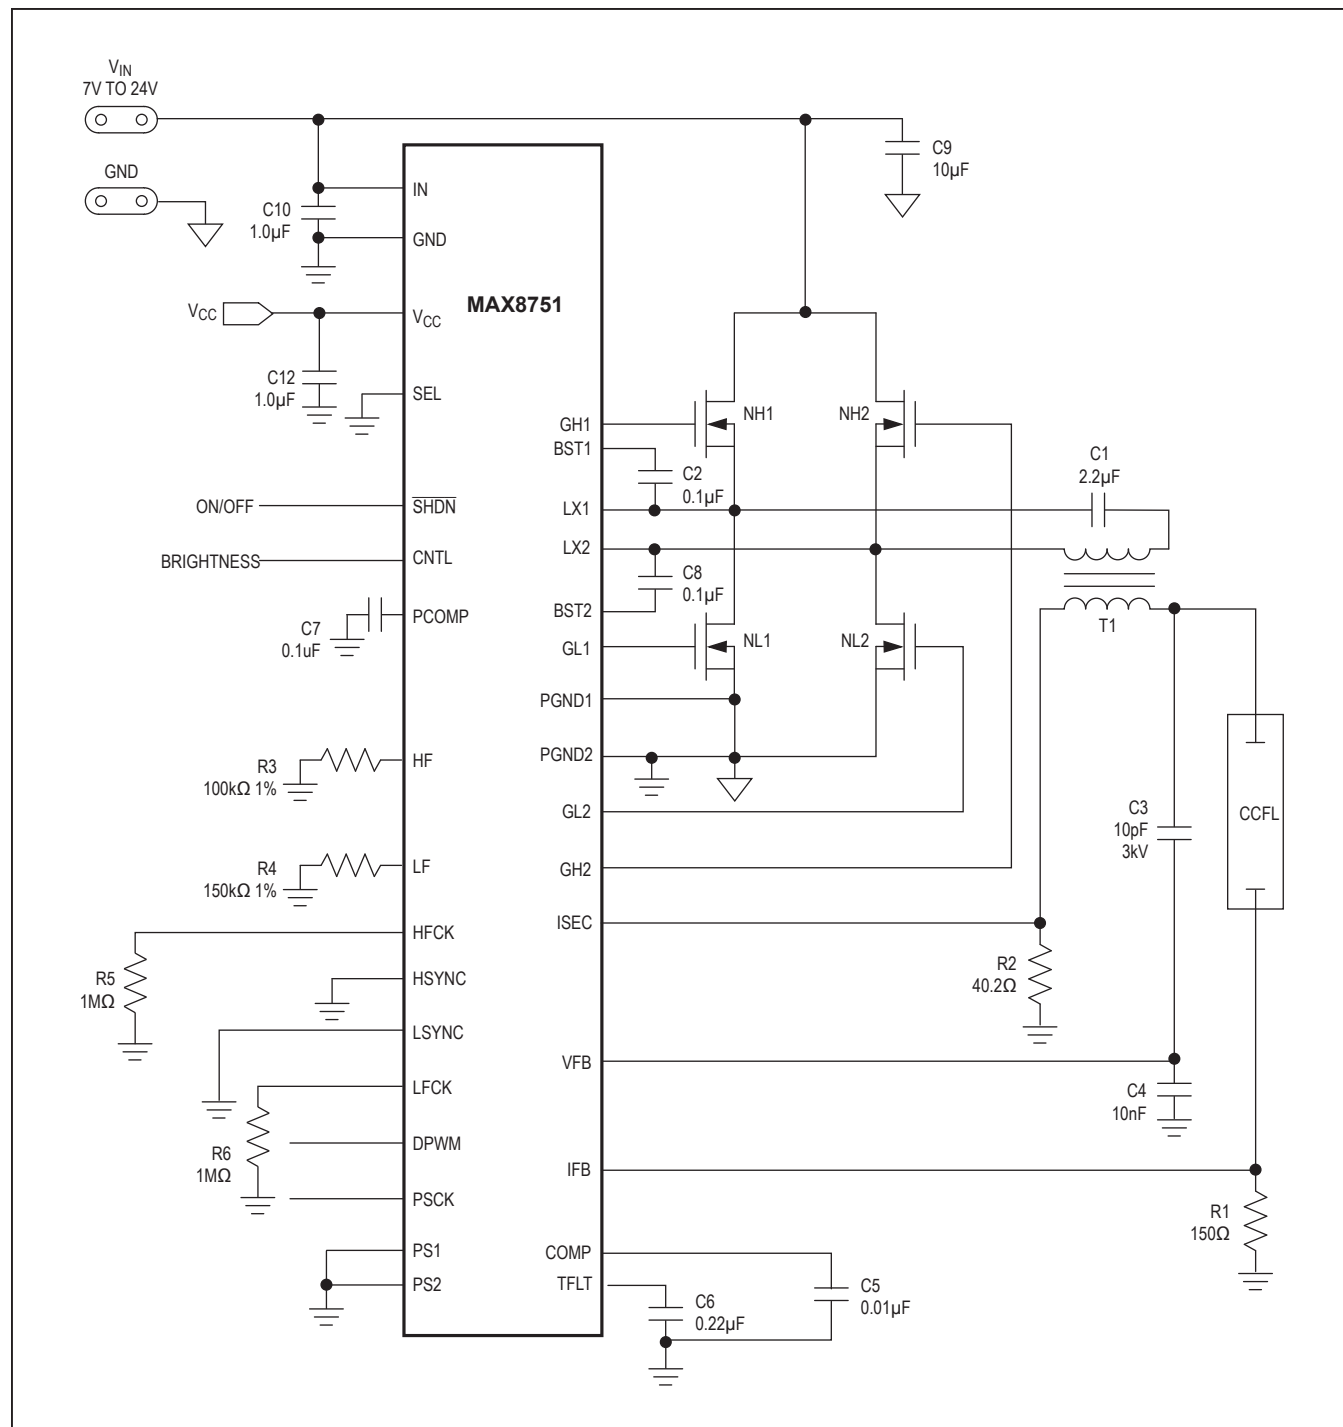 VIN
7V TO 24V
GND
C9
10µF
IN
C10
1.0µF
GND
MAX8751
VCC
VCC
C12
1.0µF
SEL
GH1
NH1
NH2
BST1
C2
0.1µF
C1
2.2µF
ON/OFF
SHDN
LX1
LX2
BRIGHTNESS
CNTL
C8
0.1µF
BST2
C7
0.1uF
PCOMP
T1
GL1
NL1
NL2
PGND1
PGND2
R3
100kΩ 1%
HF
GL2
C3
10pF
3kV
CCFL
R4
150kΩ 1%
LF
GH2
ISEC
HFCK
R5
1MΩ
HSYNC
R2
40.2Ω
LSYNC
VFB
LFCK
C4
10nF
R6
1MΩ
DPWM
IFB
PSCK
R1
150Ω
PS1
COMP
PS2
TFLT
C6
0.22µF
C5
0.01µF